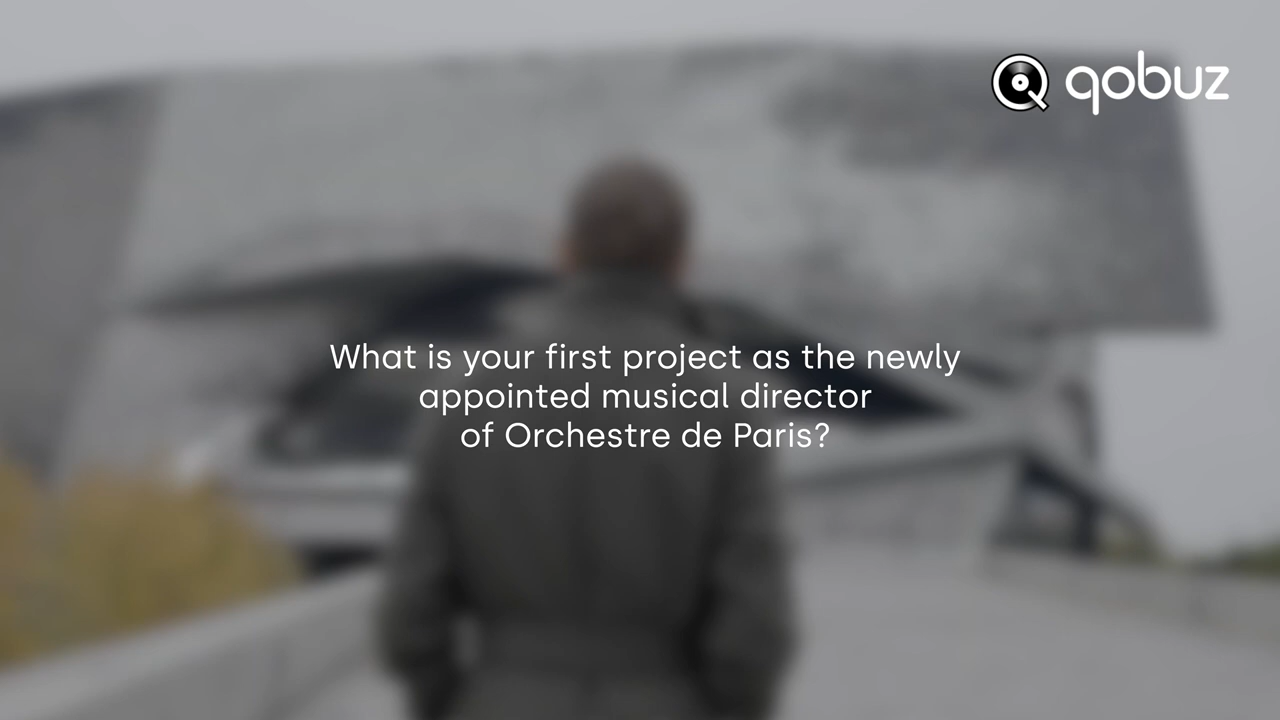 qobuz
What is your first project as the newly
appointed musical director
of Orchestre de Paris?